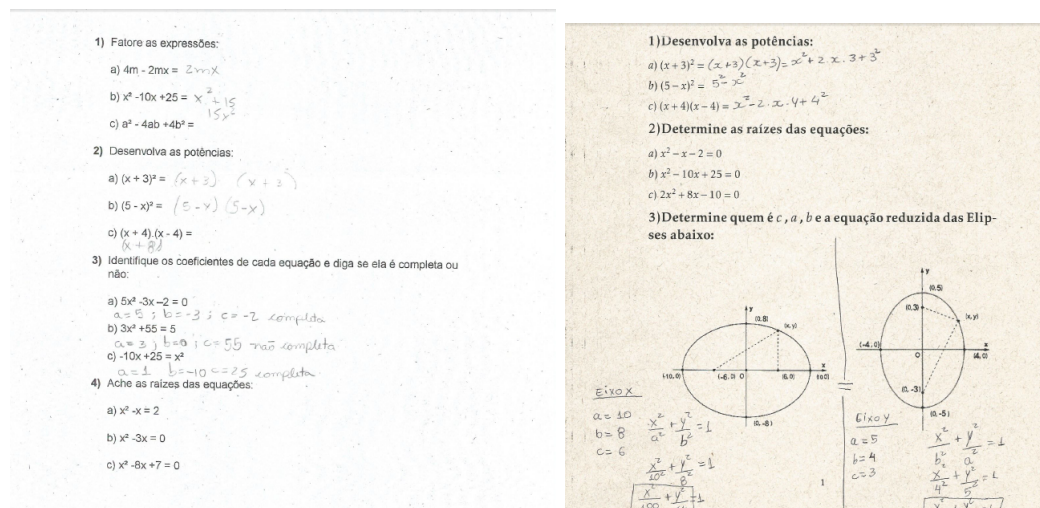 1) Fatore as expressões:
a) 4m - 2mx = 2mx
b) x² -10x +25 = x² + 15
15x²
c) a² - 4ab +4b² =
2) Desenvolva as potências:
a) (x + 3)² = (x + 3) (x + 3)
b) (5 - x)² = (5 - x) (5 - x)
c) (x + 4).(x - 4) =
3) Identifique os coeficientes de cada equação e diga se ela é completa ou
não:
a) 5x² -3x –2 = 0
a = 5 ; b = -3 ; c = -2 completa
b) 3x² +55 = 5
a = 3 ; b=0 ; c = 55 não completa
c) -10x +25 = x²
a = 1 b = -10 c = 25 completa
4) Ache as raízes das equações:
a) x² -x = 2
b) x² -3x = 0
c) x² -8x +7 = 0
1)Desenvolva as potências:
a) (x + 3)² = (x + 3) (x + 3) = x² + 2 . x . 3 + 3²
b) (5 – x)² = 5² - x²
c) (x + 4)(x – 4) = x² - 2 . x . 4 + 4²
2)Determine as raízes das equações:
a) x² – x – 2 = 0
b) x² – 10x + 25 = 0
c) 2x² + 8x – 10 = 0
3)Determine quem é c , a , b e a equação reduzida das Elip-
ses abaixo:
y
(0,8)
(x,y)
(-10,0) (-6,0) 0 (6,0) (10,0) x
(0,-8)
Eixo X
a = 10
b = 8
c = 6
x²/a² + y²/b² = 1
x²/10² + y²/8² = 1
y
(0,5)
(0,3) (x,y)
(-4,0) 0 (4,0) x
(0,-3)
(0,-5)
Eixo Y
a = 5
b = 4
c = 3
x²/b² + y²/a² = 1
x²/4² + y²/5² = 1
1